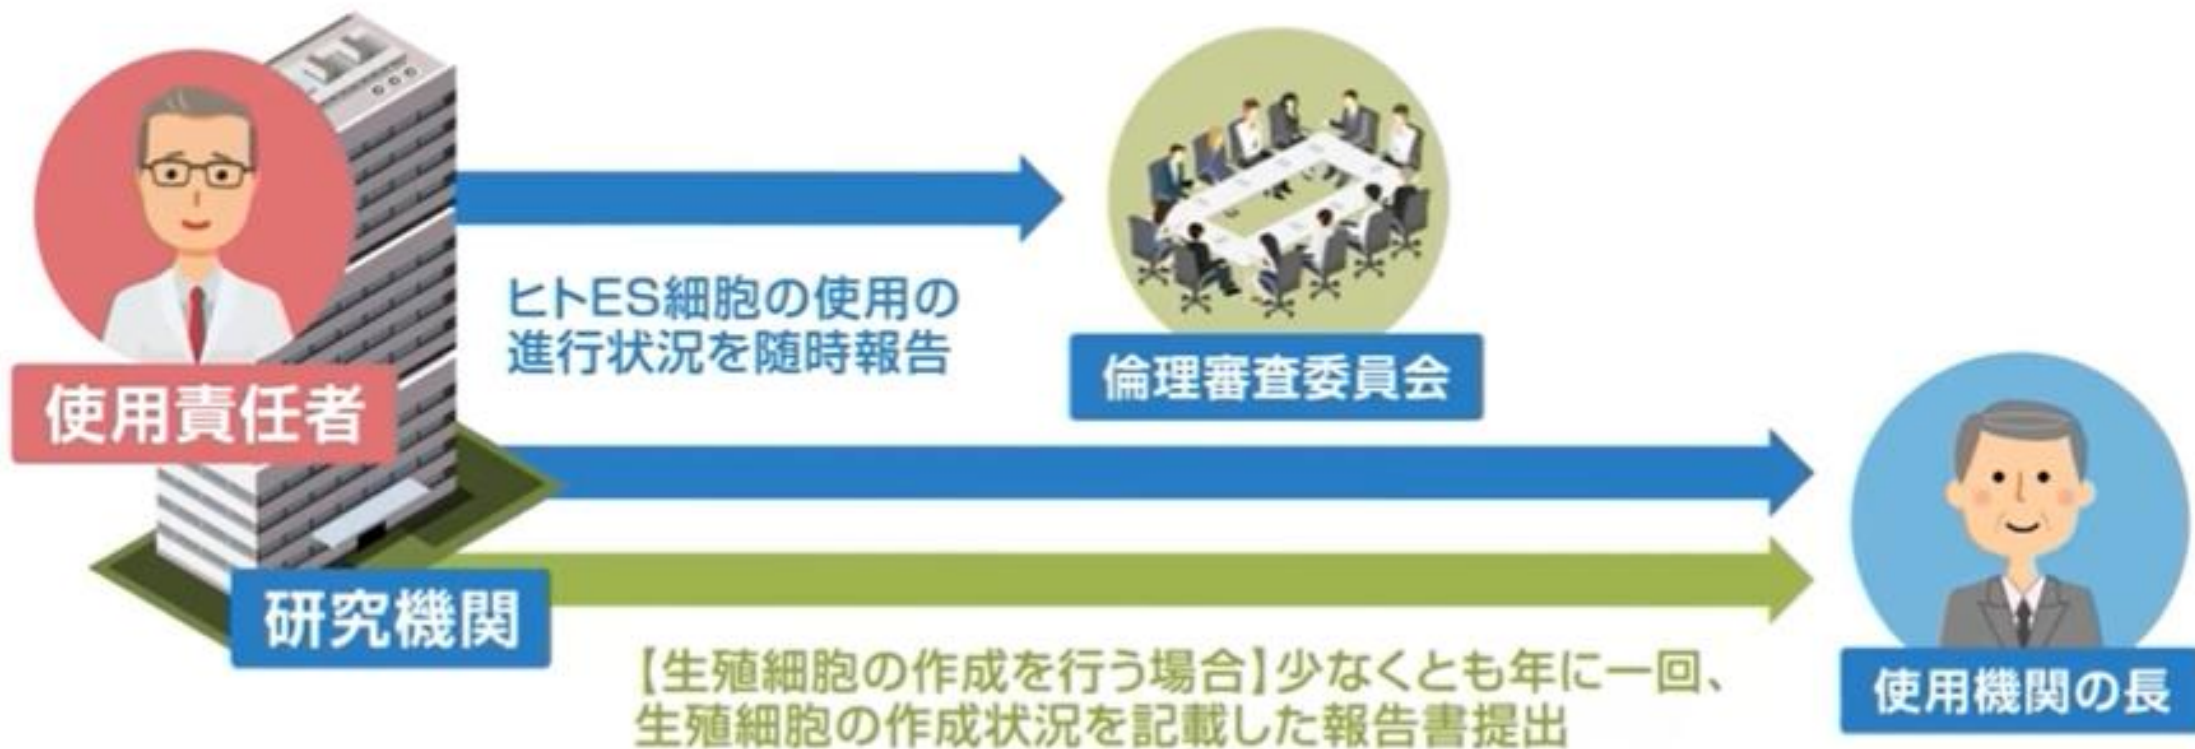 使用責任者
研究機関
ヒトES細胞の使用の
進行状況を随時報告
倫理審査委員会
【生殖細胞の作成を行う場合】少なくとも年に一回、
生殖細胞の作成状況を記載した報告書提出
使用機関の長